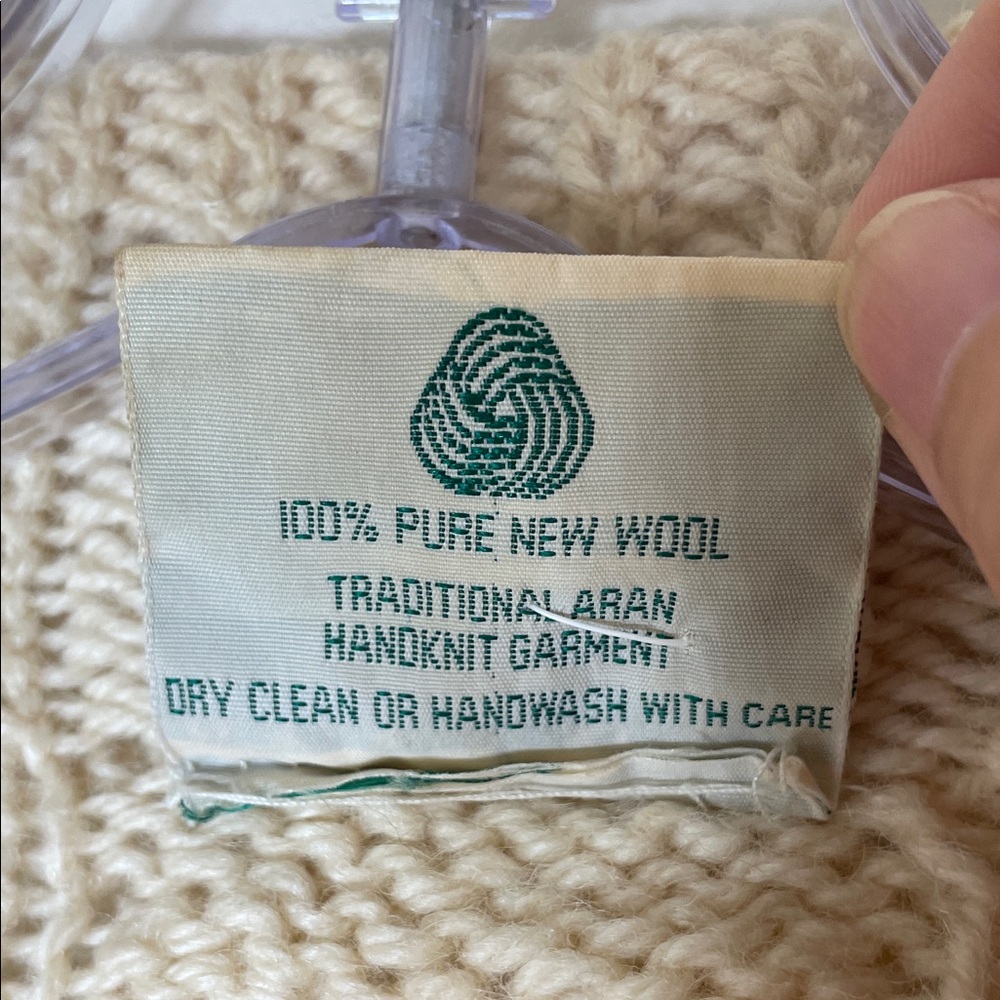 100% PURE NEW WOOL
TRADITIONAL ARAN
HANDKNIT GARMENT
DRY CLEAN OR HANDWASH WITH CARE